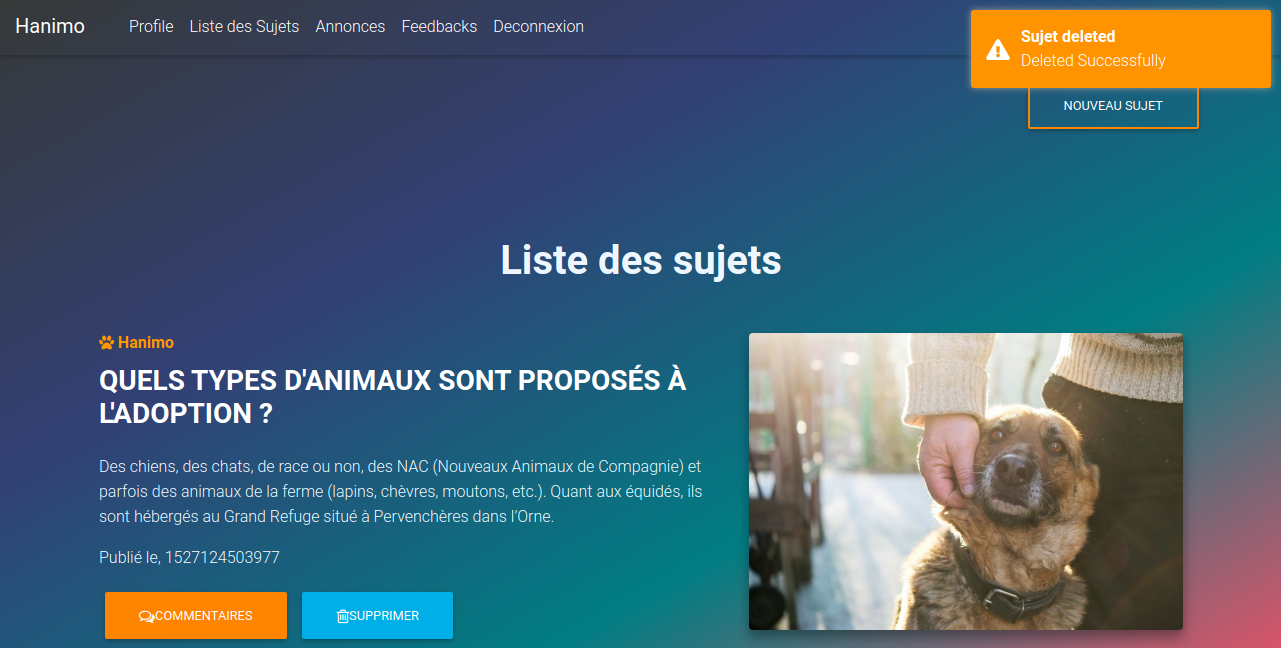 Hanimo Profile Liste des Sujets Annonces Feedbacks Deconnexion
Sujet deleted
Deleted Successfully
NOUVEAU SUJET
Liste des sujets
Hanimo
QUELS TYPES D'ANIMAUX SONT PROPOSÉS À
L'ADOPTION ?
Des chiens, des chats, de race ou non, des NAC (Nouveaux Animaux de Compagnie) et
parfois des animaux de la ferme (lapins, chèvres, moutons, etc.). Quant aux équidés, ils
sont hébergés au Grand Refuge situé à Pervenchères dans l’Orne.
Publié le, 1527124503977
COMMENTAIRES SUPPRIMER